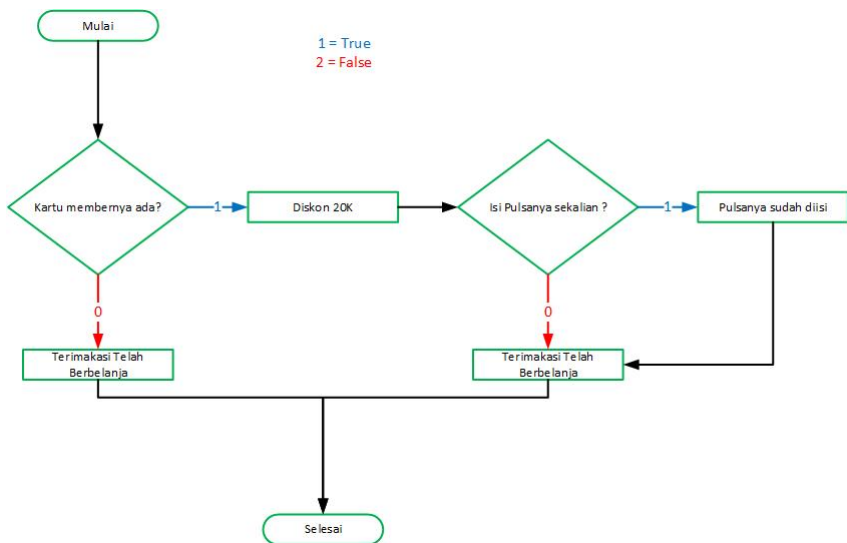 Mulai
1 = True
2 = False
Kartu membernya ada?
1
Diskon 20K
Isi Pulsanya sekalian ?
1
Pulsanya sudah diisi
0
0
Terimakasi Telah
Berbelanja
Terimakasi Telah
Berbelanja
Selesai